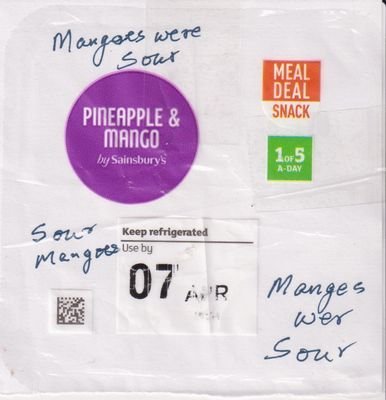 Mangoes were
Sour
PINEAPPLE &
MANGO
by Sainsbury's
MEAL
DEAL
SNACK
1 OF 5
A-DAY
Sour
Mangoes
Keep refrigerated
Use by
07 APR
Manges
wer
Sour